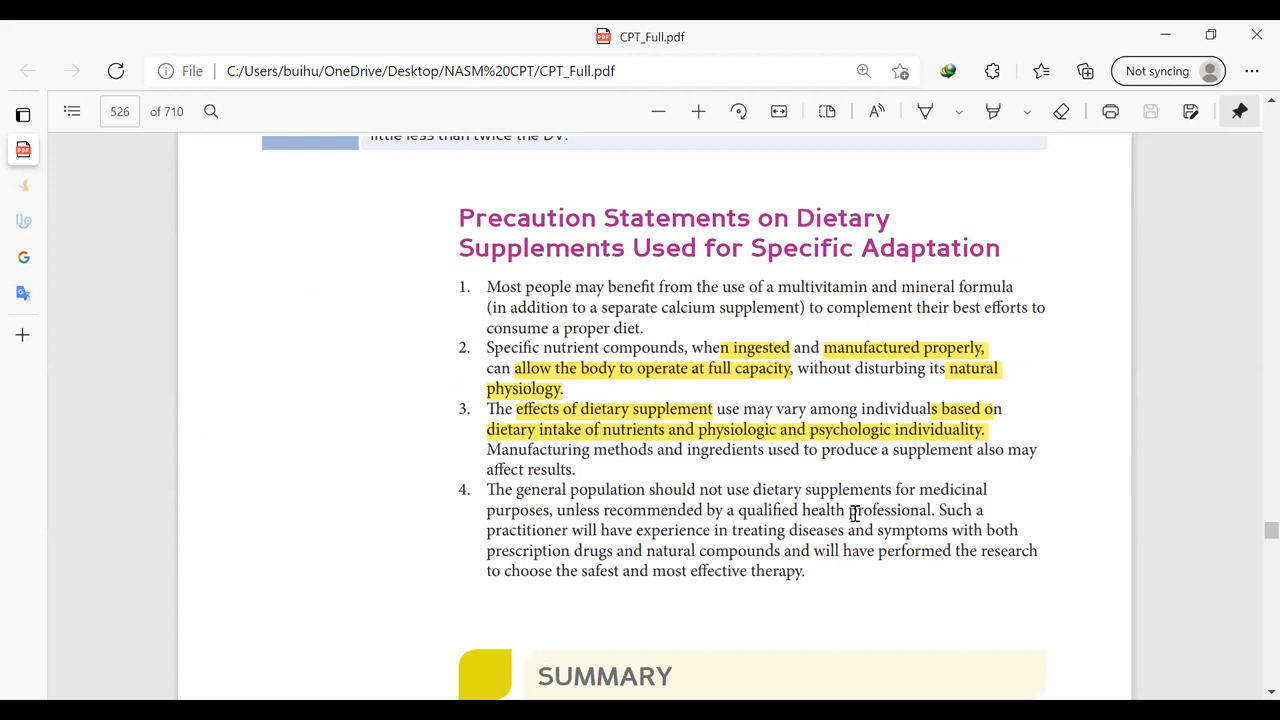 CPT_Full.pdf
File C:/Users/buihu/OneDrive/Desktop/NASM%20CPT/CPT_Full.pdf
Not syncing
526 of 710
little less than twice the DV.
Precaution Statements on Dietary
Supplements Used for Specific Adaptation
1. Most people may benefit from the use of a multivitamin and mineral formula
(in addition to a separate calcium supplement) to complement their best efforts to
consume a proper diet.
2. Specific nutrient compounds, when ingested and manufactured properly,
can allow the body to operate at full capacity, without disturbing its natural
physiology.
3. The effects of dietary supplement use may vary among individuals based on
dietary intake of nutrients and physiologic and psychologic individuality.
Manufacturing methods and ingredients used to produce a supplement also may
affect results.
4. The general population should not use dietary supplements for medicinal
purposes, unless recommended by a qualified health professional. Such a
practitioner will have experience in treating diseases and symptoms with both
prescription drugs and natural compounds and will have performed the research
to choose the safest and most effective therapy.
SUMMARY